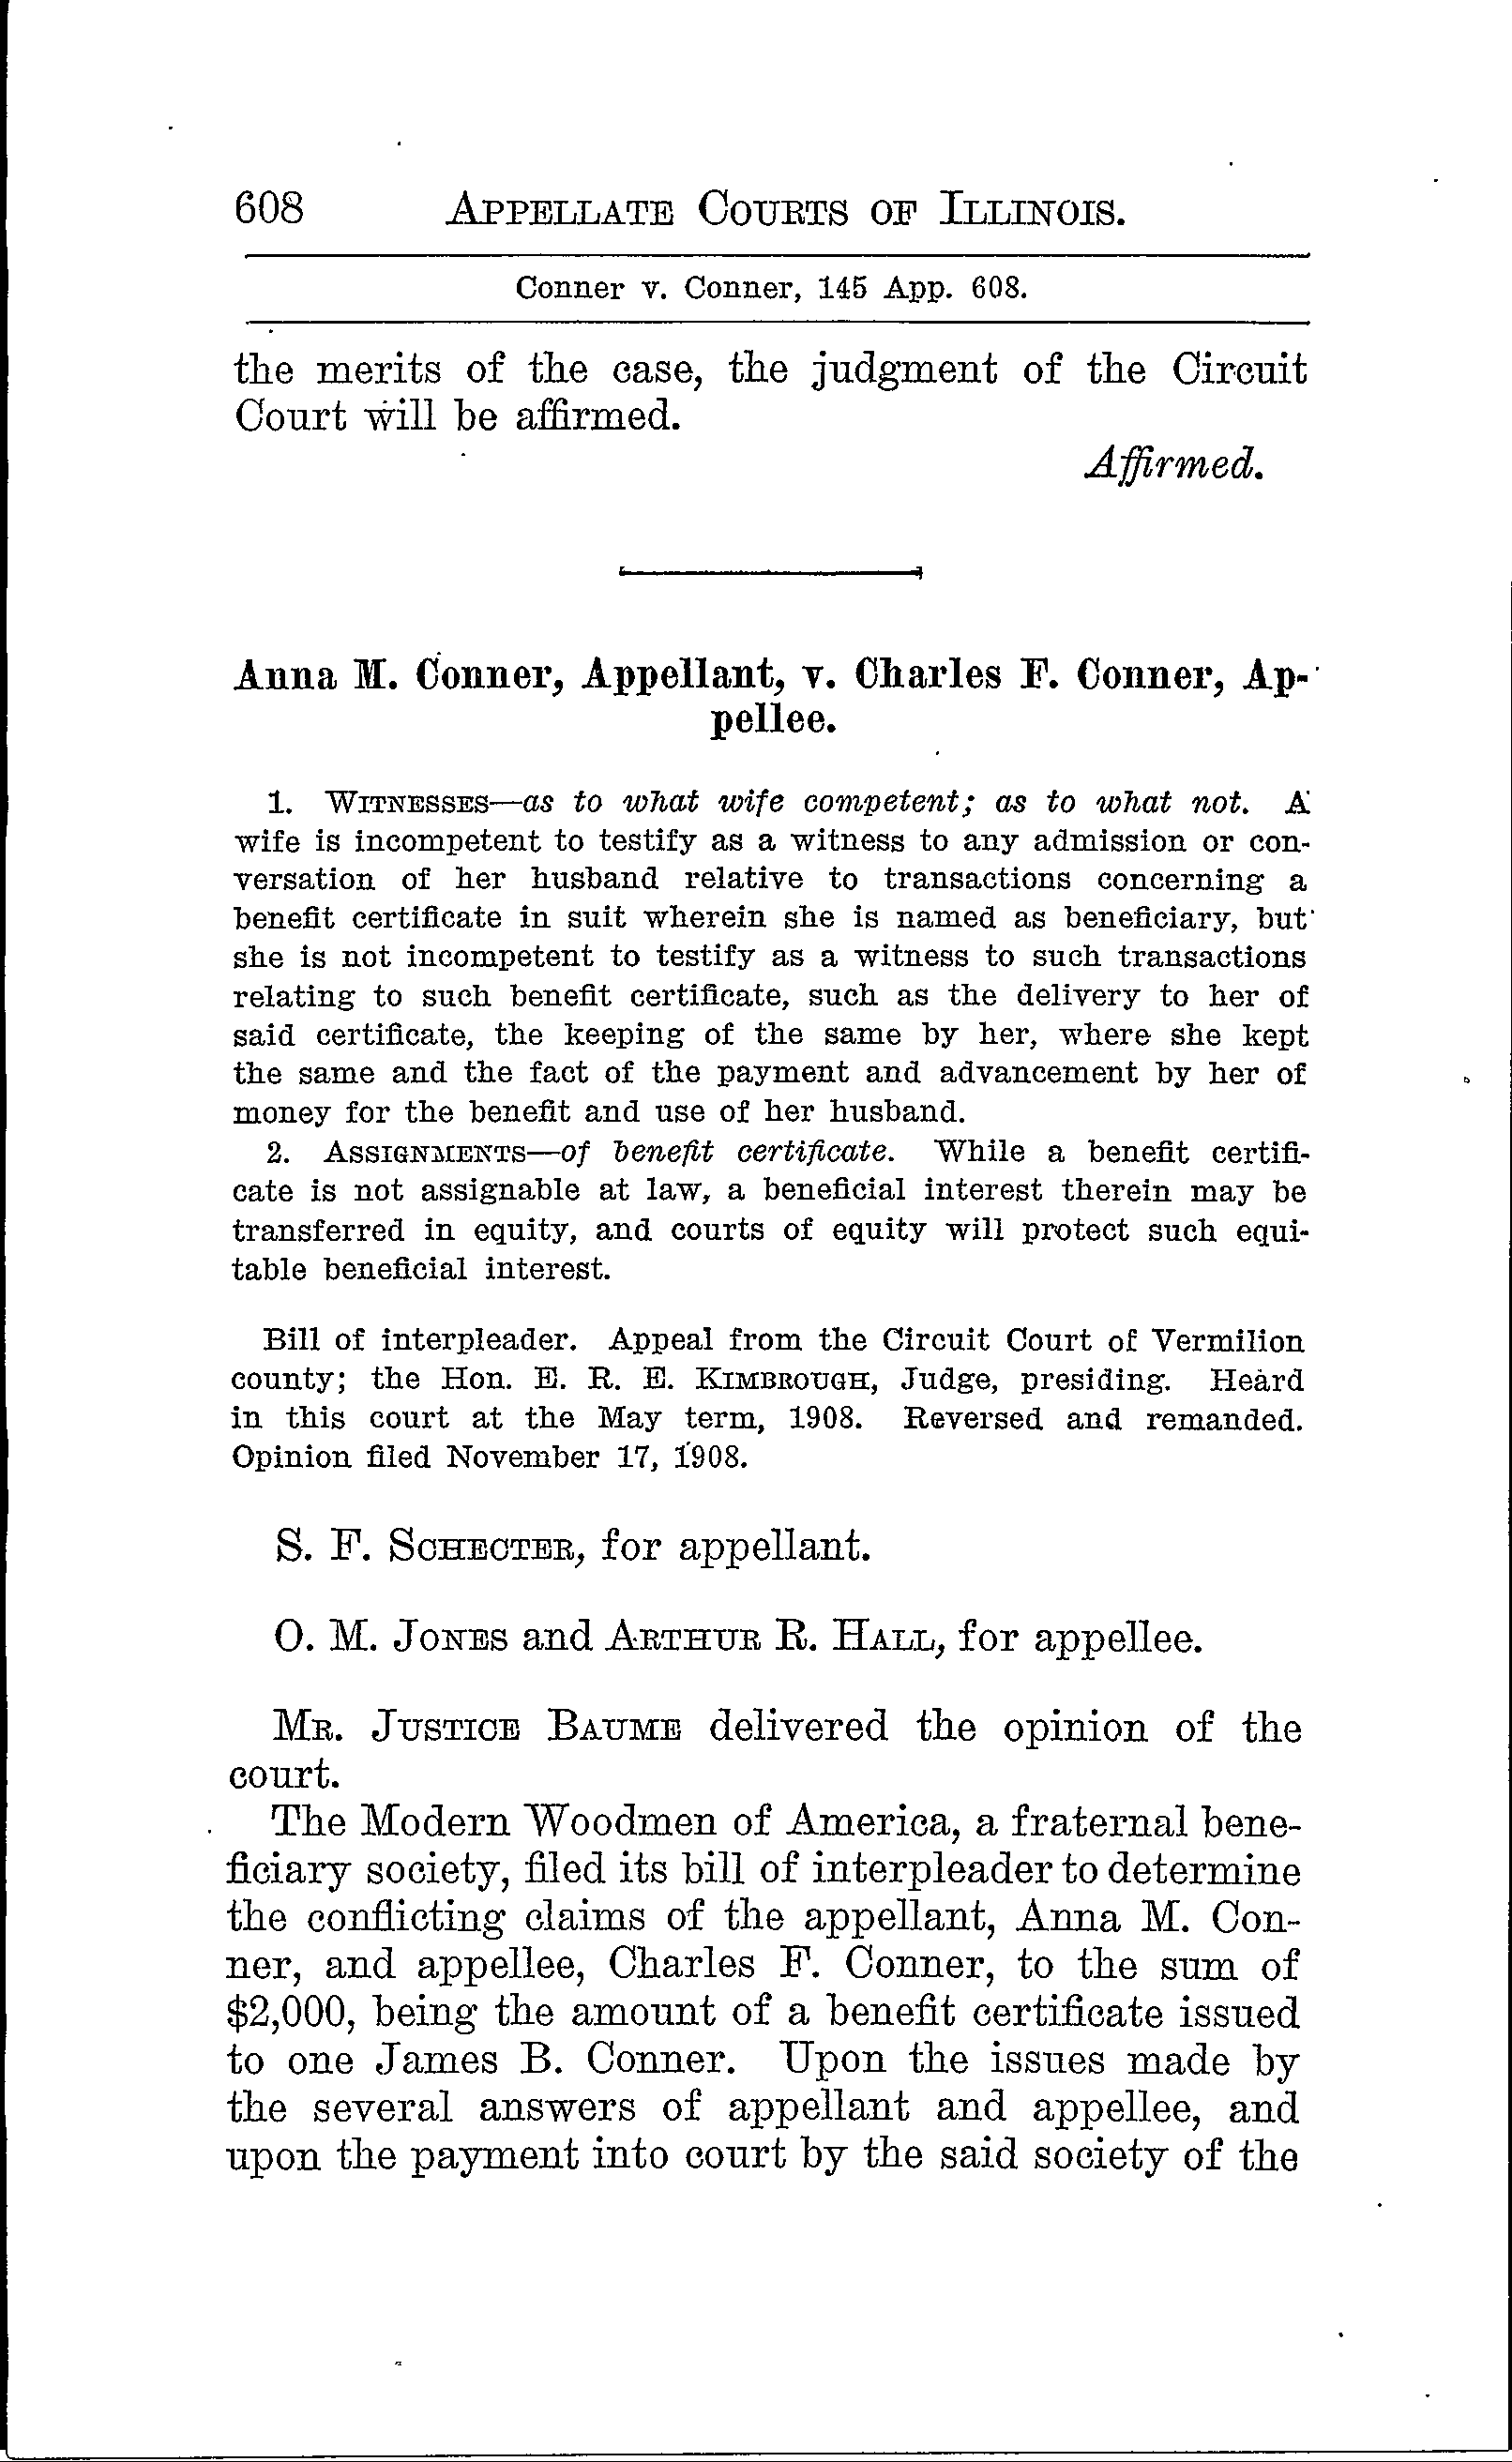 608 APPELLATE COURTS OF ILLINOIS.
Conner v. Conner, 145 App. 608.
the merits of the case, the judgment of the Circuit
Court will be affirmed.
Affirmed.
Anna M. Conner, Appellant, v. Charles F. Conner, Ap-
pellee.
1. WITNESSES—as to what wife competent; as to what not. A
wife is incompetent to testify as a witness to any admission or con-
versation of her husband relative to transactions concerning a
benefit certificate in suit wherein she is named as beneficiary, but
she is not incompetent to testify as a witness to such transactions
relating to such benefit certificate, such as the delivery to her of
said certificate, the keeping of the same by her, where she kept
the same and the fact of the payment and advancement by her of
money for the benefit and use of her husband.
2. ASSIGNMENTS—of benefit certificate. While a benefit certifi-
cate is not assignable at law, a beneficial interest therein may be
transferred in equity, and courts of equity will protect such equi-
table beneficial interest.
Bill of interpleader. Appeal from the Circuit Court of Vermilion
county; the Hon. E. R. E. KIMBROUGH, Judge, presiding. Heard
in this court at the May term, 1908. Reversed and remanded.
Opinion filed November 17, 1908.
S. F. SCHECTER, for appellant.
O. M. JONES and ARTHUR R. HALL, for appellee.
MR. JUSTICE BAUME delivered the opinion of the
court.
The Modern Woodmen of America, a fraternal bene-
ficiary society, filed its bill of interpleader to determine
the conflicting claims of the appellant, Anna M. Con-
ner, and appellee, Charles F. Conner, to the sum of
$2,000, being the amount of a benefit certificate issued
to one James B. Conner. Upon the issues made by
the several answers of appellant and appellee, and
upon the payment into court by the said society of the